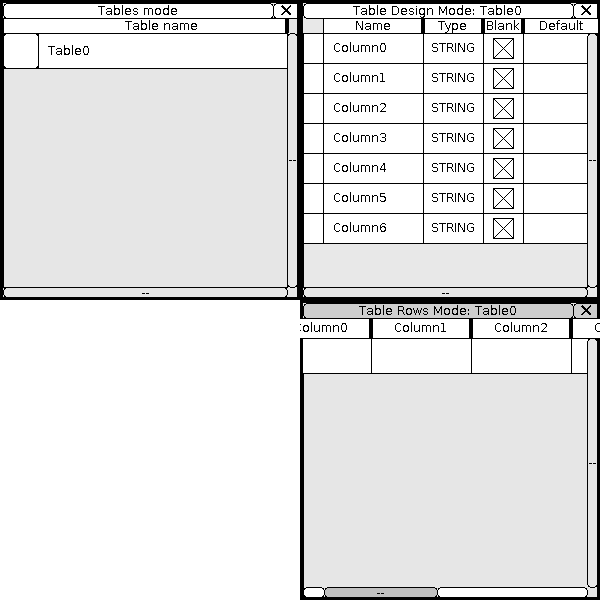 Tables mode
Table name
Table0
--
--
Table Design Mode: Table0
Name Type Blank Default
Column0 STRING
Column1 STRING
Column2 STRING
Column3 STRING
Column4 STRING
Column5 STRING
Column6 STRING
--
--
Table Rows Mode: Table0
olumn0 Column1 Column2 C
--
--